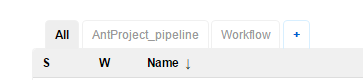 All AntProject_pipeline Workflow +
S W Name ↓